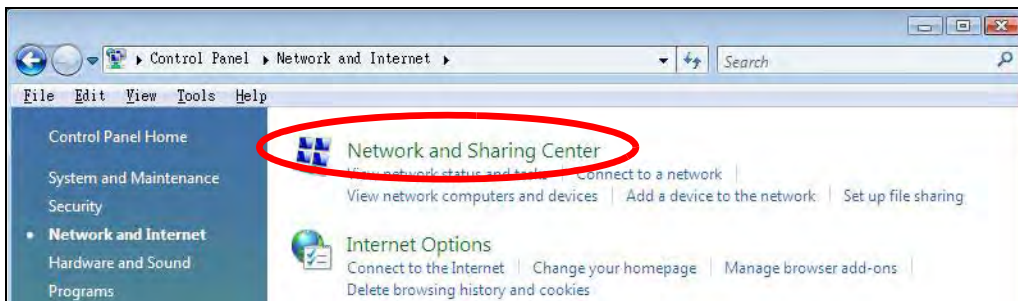 Control Panel Network and Internet
Search
File Edit View Tools Help
Control Panel Home
System and Maintenance
Security
Network and Internet
Hardware and Sound
Programs
Network and Sharing Center
View network status and tasks Connect to a network
View network computers and devices Add a device to the network Set up file sharing
Internet Options
Connect to the Internet Change your homepage Manage browser add-ons
Delete browsing history and cookies